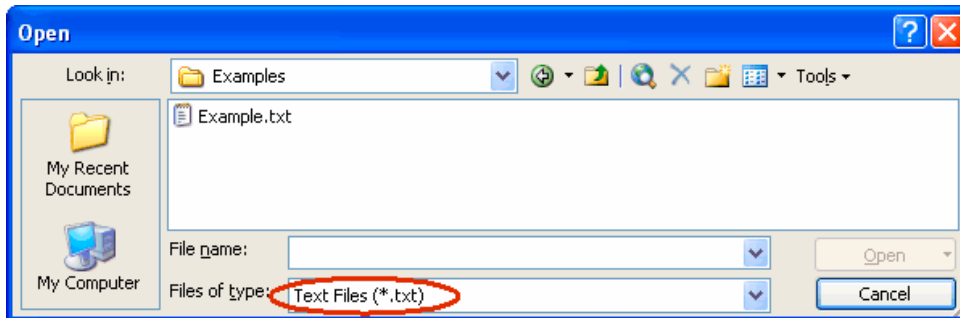 Open
Look in:
Examples
Tools
Example.txt
My Recent
Documents
My Computer
File name:
Open
Files of type:
Text Files (*.txt)
Cancel